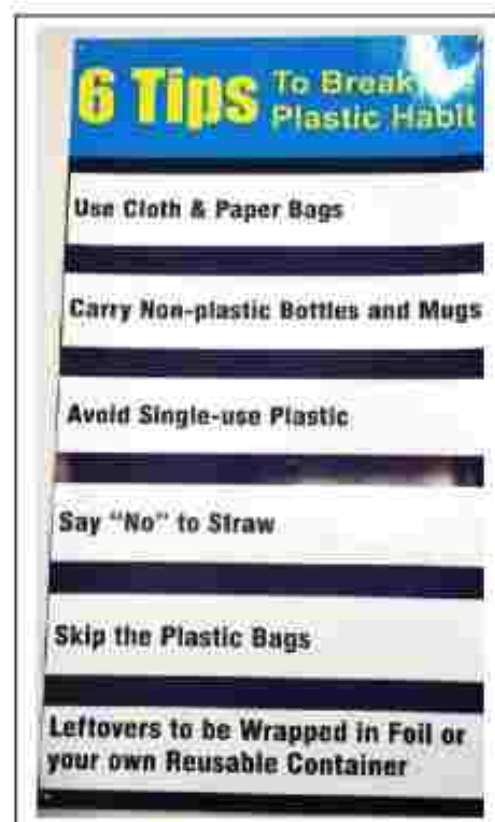 6 Tips To Break
Plastic Habit
Use Cloth & Paper Bags
Carry Non-plastic Bottles and Mugs
Avoid Single-use Plastic
Say “No” to Straw
Skip the Plastic Bags
Leftovers to be Wrapped in Foil or
your own Reusable Container